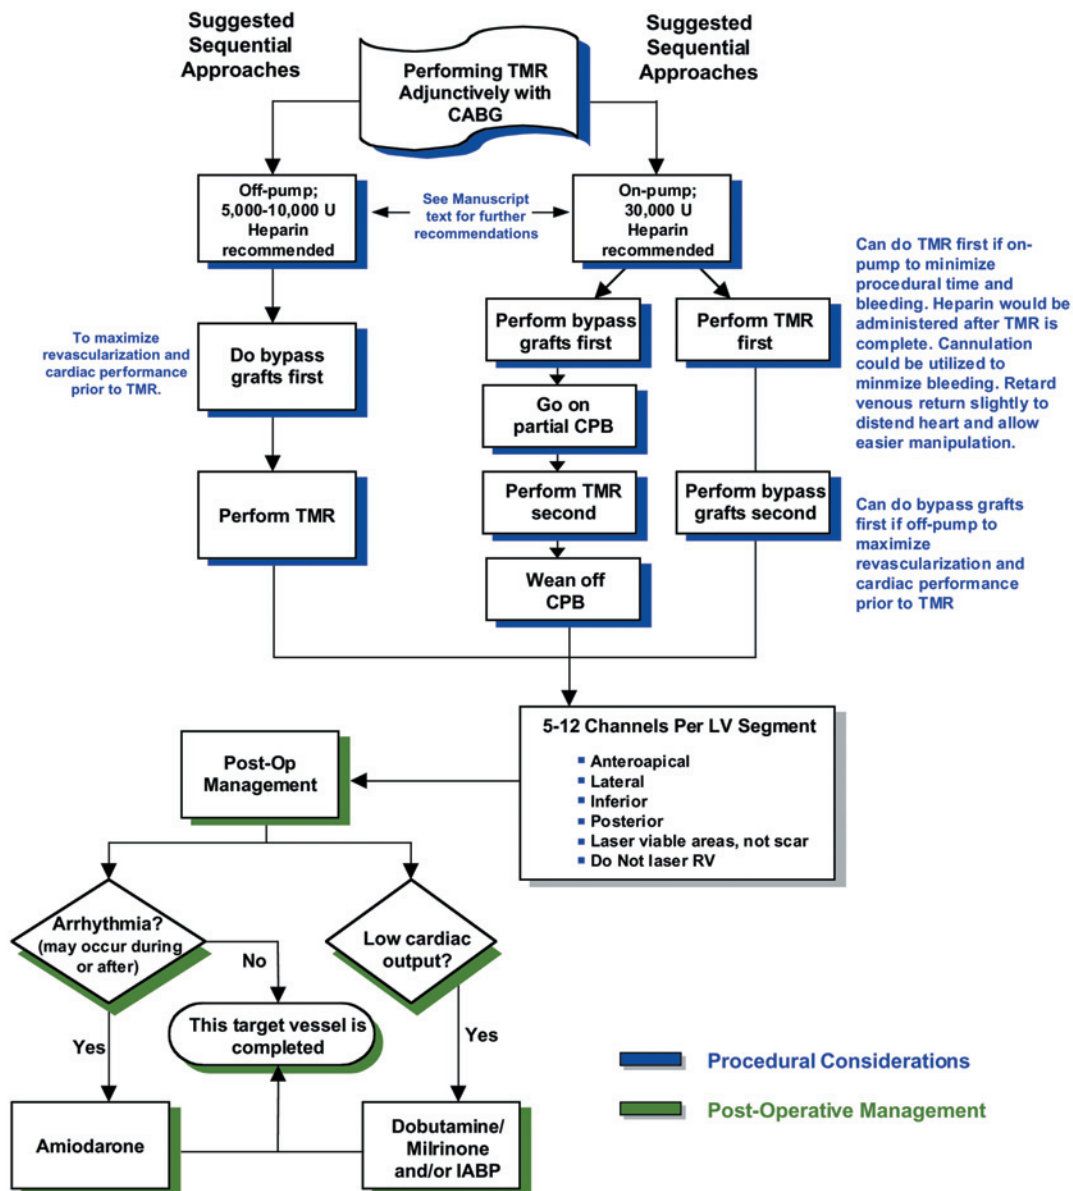 Suggested
Sequential
Approaches
Suggested
Sequential
Approaches
Performing TMR
Adjunctively with
CABG
Off-pump;
5,000-10,000 U
Heparin
recommended
See Manuscript
text for further
recommendations
On-pump;
30,000 U
Heparin
recommended
Can do TMR first if on-
pump to minimize
procedural time and
bleeding. Heparin would be
administered after TMR is
complete. Cannulation
could be utilized to
minmize bleeding. Retard
venous return slightly to
distend heart and allow
easier manipulation.
To maximize
revascularization and
cardiac performance
prior to TMR.
Do bypass
grafts first
Perform bypass
grafts first
Perform TMR
first
Go on
partial CPB
Perform TMR
Perform TMR
second
Perform bypass
grafts second
Can do bypass grafts
first if off-pump to
maximize
revascularization and
cardiac performance
prior to TMR
Wean off
CPB
5-12 Channels Per LV Segment
Anteroapical
Lateral
Inferior
Posterior
Laser viable areas, not scar
Do Not laser RV
Post-Op
Management
Arrhythmia?
(may occur during
or after)
Low cardiac
output?
No
This target vessel is
completed
Yes
Yes
Amiodarone
Dobutamine/
Milrinone
and/or IABP
Procedural Considerations
Post-Operative Management